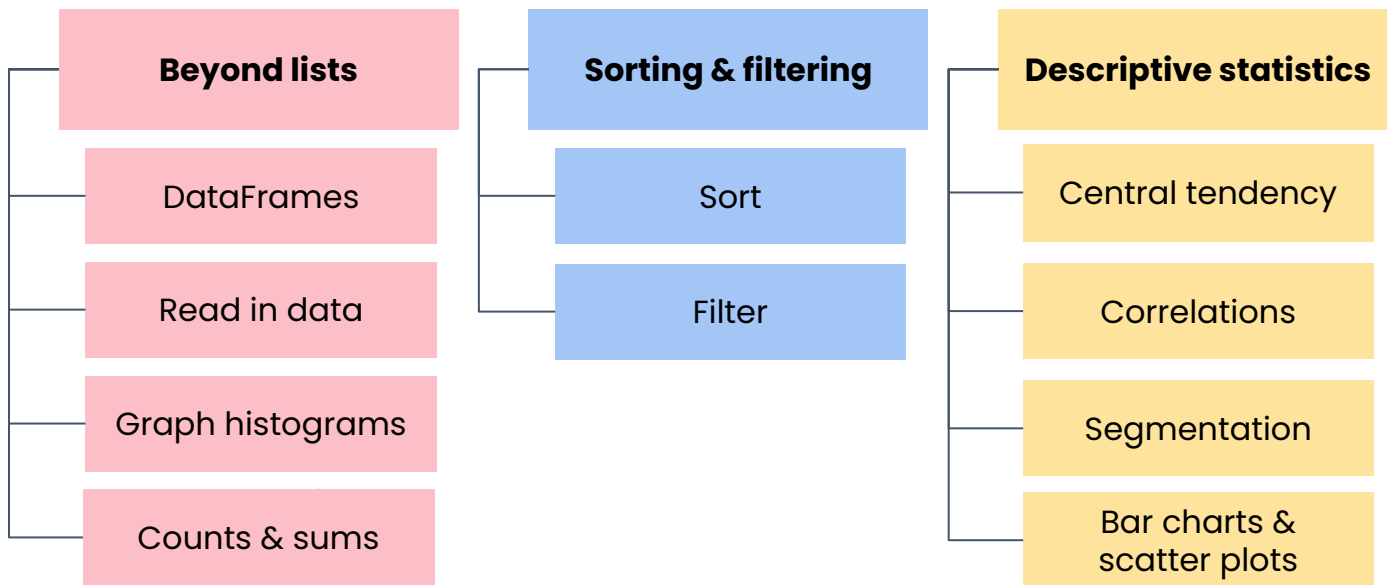 Beyond lists
DataFrames
Read in data
Graph histograms
Counts & sums
Sorting & filtering
Sort
Filter
Descriptive statistics
Central tendency
Correlations
Segmentation
Bar charts &
scatter plots